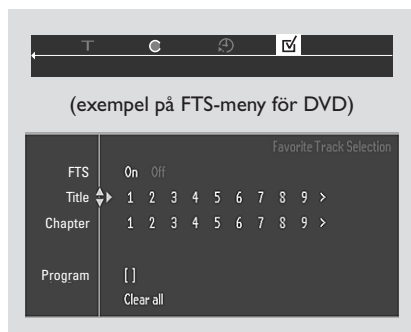 T C
(exempel på FTS-meny för DVD)
Favorite Track Selection
FTS On Off
Title 1 2 3 4 5 6 7 8 9 >
Chapter 1 2 3 4 5 6 7 8 9 >
Program [ ]
Clear all